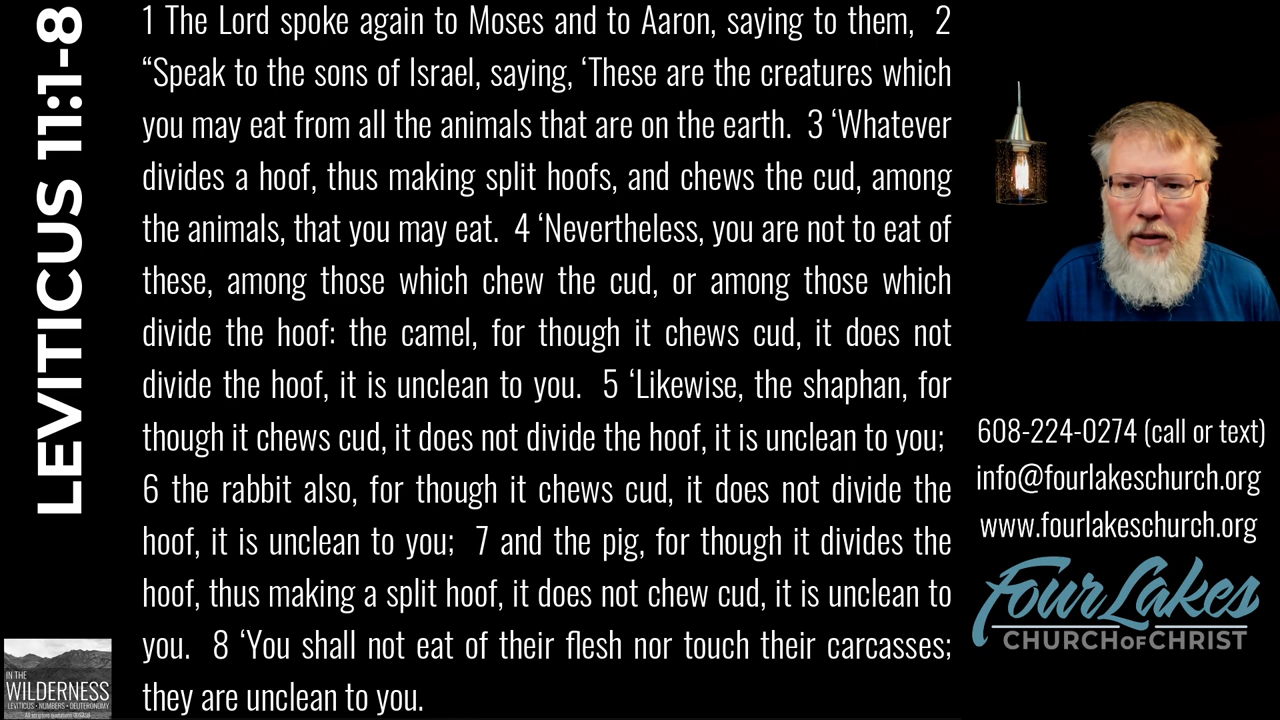 LEVITICUS 11:1-8
1 The Lord spoke again to Moses and to Aaron, saying to them, 2
“Speak to the sons of Israel, saying, ‘These are the creatures which
you may eat from all the animals that are on the earth. 3 ‘Whatever
divides a hoof, thus making split hoofs, and chews the cud, among
the animals, that you may eat. 4 ‘Nevertheless, you are not to eat of
these, among those which chew the cud, or among those which
divide the hoof: the camel, for though it chews cud, it does not
divide the hoof, it is unclean to you. 5 ‘Likewise, the shaphan, for
though it chews cud, it does not divide the hoof, it is unclean to you;
6 the rabbit also, for though it chews cud, it does not divide the
hoof, it is unclean to you; 7 and the pig, for though it divides the
hoof, thus making a split hoof, it does not chew cud, it is unclean to
you. 8 ‘You shall not eat of their flesh nor touch their carcasses;
they are unclean to you.
608-224-0274 (call or text)
info@fourlakeschurch.org
www.fourlakeschurch.org
Four Lakes
CHURCH OF CHRIST
IN THE
WILDERNESS
LEVITICUS • NUMBERS • DEUTERONOMY